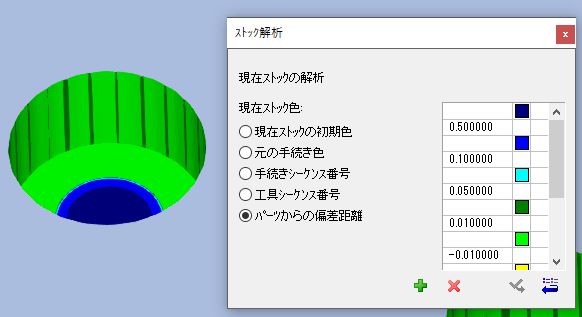 ストック解析
現在ストックの解析
現在ストック色:
現在ストックの初期色
元の手続き色
手続きシーケンス番号
工具シーケンス番号
パーツからの偏差距離
0.500000
0.100000
0.050000
0.010000
-0.010000